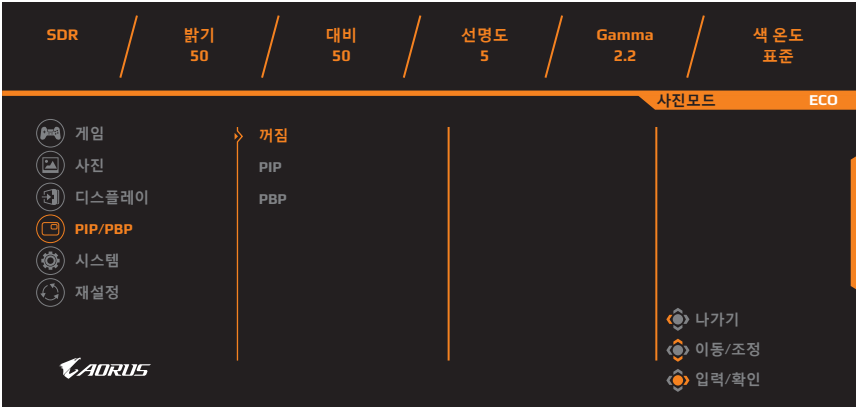 SDR 밝기 대비 선명도 Gamma 색 온도
50 50 5 2.2 표준
사진모드 ECO
게임 꺼짐
사진 PIP
디스플레이 PBP
PIP/PBP
시스템
재설정
나가기
이동/조정
입력/확인
AORUS